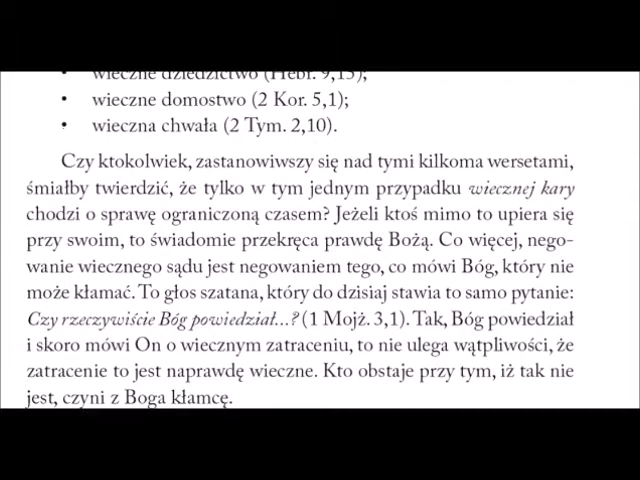 • wieczne dziedzictwo (Hebr. 9,15);
• wieczne domostwo (2 Kor. 5,1);
• wieczna chwała (2 Tym. 2,10).
Czy ktokolwiek, zastanowiwszy się nad tymi kilkoma wersetami,
śmiałby twierdzić, że tylko w tym jednym przypadku wiecznej kary
chodzi o sprawę ograniczoną czasem? Jeżeli ktoś mimo to upiera się
przy swoim, to świadomie przekręca prawdę Bożą. Co więcej, nego-
wanie wiecznego sądu jest negowaniem tego, co mówi Bóg, który nie
może kłamać. To głos szatana, który do dzisiaj stawia to samo pytanie:
Czy rzeczywiście Bóg powiedział...? (1 Mojż. 3,1). Tak, Bóg powiedział
i skoro mówi On o wiecznym zatraceniu, to nie ulega wątpliwości, że
zatracenie to jest naprawdę wieczne. Kto obstaje przy tym, iż tak nie
jest, czyni z Boga kłamcę.